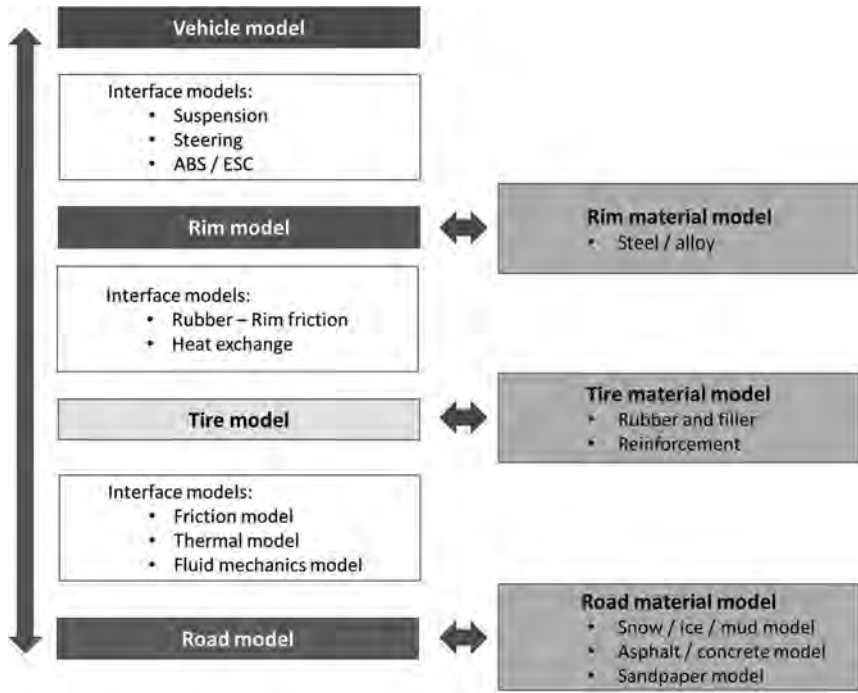 Vehicle model
Interface models:
• Suspension
• Steering
• ABS / ESC
Rim model
Rim material model
• Steel / alloy
Interface models:
• Rubber – Rim friction
• Heat exchange
Tire model
Tire material model
• Rubber and filler
• Reinforcement
Interface models:
• Friction model
• Thermal model
• Fluid mechanics model
Road model
Road material model
• Snow / ice / mud model
• Asphalt / concrete model
• Sandpaper model